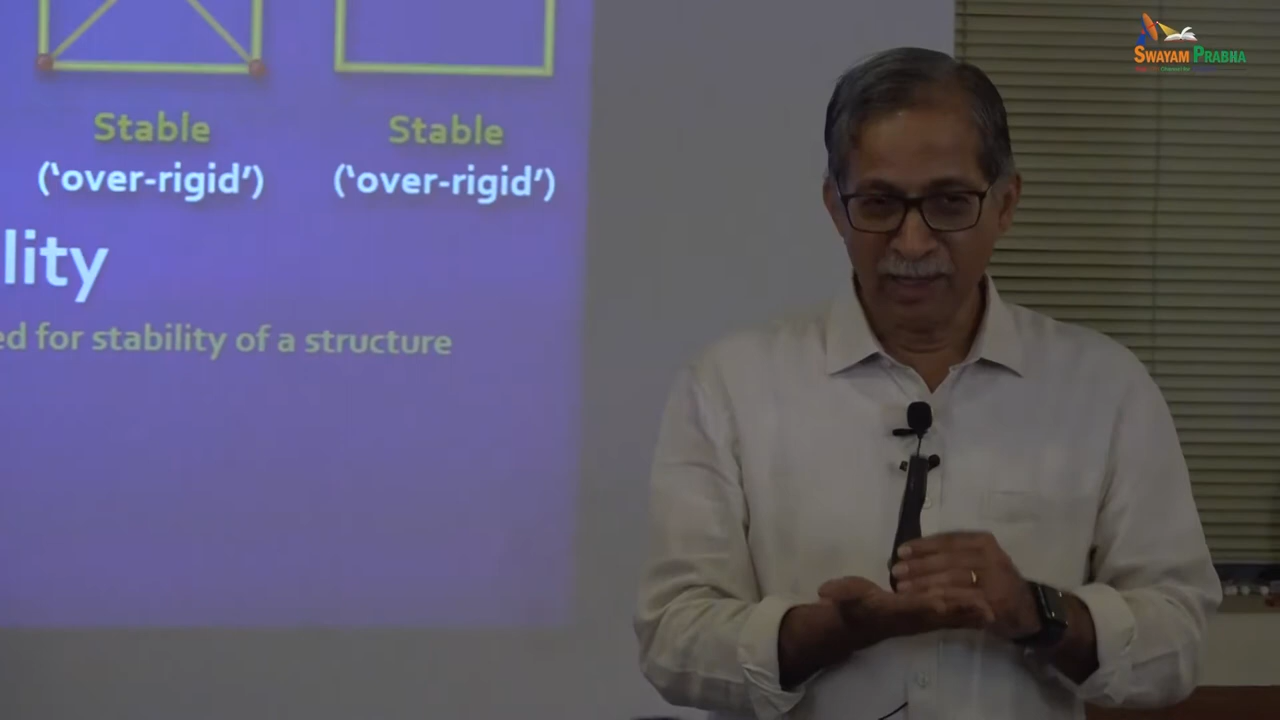 SWAYAM PRABHA
Stable Stable
('over-rigid') ('over-rigid')
lity
ed for stability of a structure